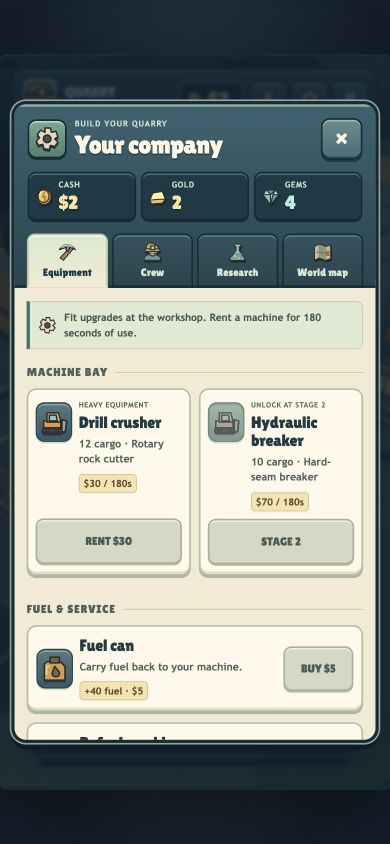 QUARRY
$2
BUILD YOUR QUARRY
Your company
CASH
$2
GOLD
2
GEMS
4
Equipment
Crew
Research
World map
Fit upgrades at the workshop. Rent a machine for 180
seconds of use.
MACHINE BAY
HEAVY EQUIPMENT
Drill crusher
12 cargo · Rotary
rock cutter
$30 / 180s
RENT $30
UNLOCK AT STAGE 2
Hydraulic
breaker
10 cargo · Hard-
seam breaker
$70 / 180s
STAGE 2
FUEL & SERVICE
Fuel can
Carry fuel back to your machine.
+40 fuel · $5
BUY $5